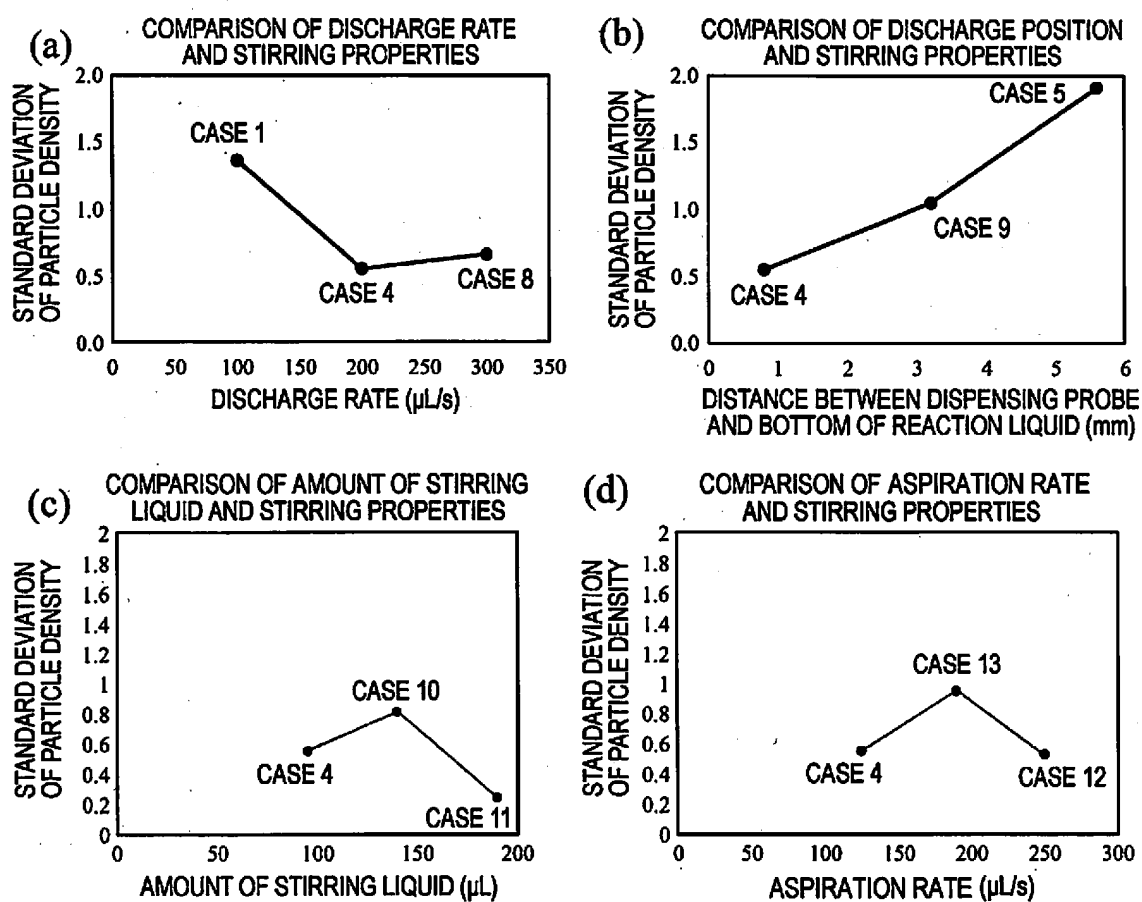 (a)
COMPARISON OF DISCHARGE RATE
AND STIRRING PROPERTIES
STANDARD DEVIATION
OF PARTICLE DENSITY
2.0
1.5
1.0
0.5
0.0
CASE 1
CASE 4
CASE 8
0 50 100 150 200 250 300 350
DISCHARGE RATE (µL/s)
(b)
COMPARISON OF DISCHARGE POSITION
AND STIRRING PROPERTIES
STANDARD DEVIATION
OF PARTICLE DENSITY
2.0
1.5
1.0
0.5
0.0
CASE 5
CASE 9
CASE 4
0 1 2 3 4 5 6
DISTANCE BETWEEN DISPENSING PROBE
AND BOTTOM OF REACTION LIQUID (mm)
(c)
COMPARISON OF AMOUNT OF STIRRING
LIQUID AND STIRRING PROPERTIES
STANDARD DEVIATION
OF PARTICLE DENSITY
2
1.8
1.6
1.4
1.2
1
0.8
0.6
0.4
0.2
0
CASE 10
CASE 4
CASE 11
0 50 100 150 200
AMOUNT OF STIRRING LIQUID (µL)
(d)
COMPARISON OF ASPIRATION RATE
AND STIRRING PROPERTIES
STANDARD DEVIATION
OF PARTICLE DENSITY
2
1.8
1.6
1.4
1.2
1
0.8
0.6
0.4
0.2
0
CASE 13
CASE 4
CASE 12
0 50 100 150 200 250 300
ASPIRATION RATE (µL/s)